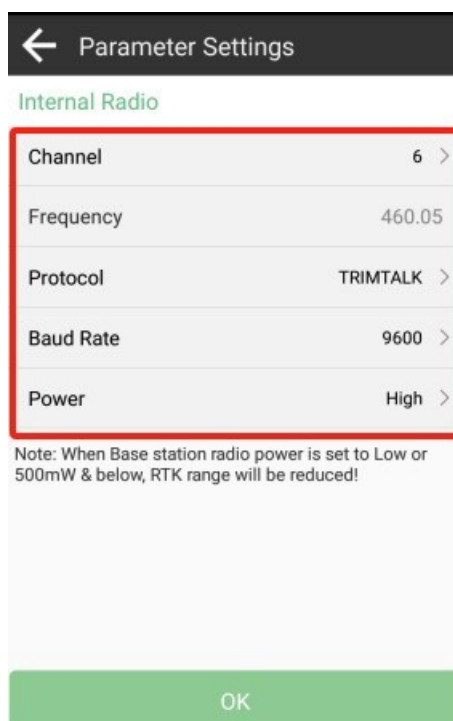 Parameter Settings
Internal Radio
Channel 6
Frequency 460.05
Protocol TRIMTALK
Baud Rate 9600
Power High
Note: When Base station radio power is set to Low or
500mW & below, RTK range will be reduced!
OK